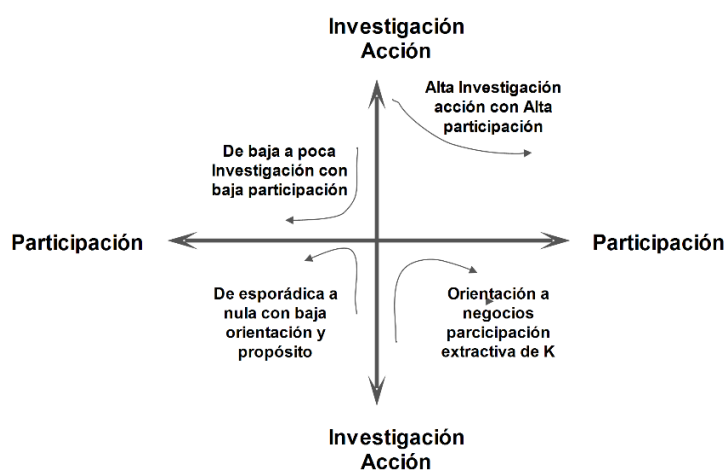 Investigación
Acción
Alta Investigación
acción con Alta
participación
De baja a poca
Investigación con
baja participación
Participación
Participación
De esporádica a
nula con baja
orientación y
propósito
Orientación a
negocios
parcicipación
extractiva de K
Investigación
Acción